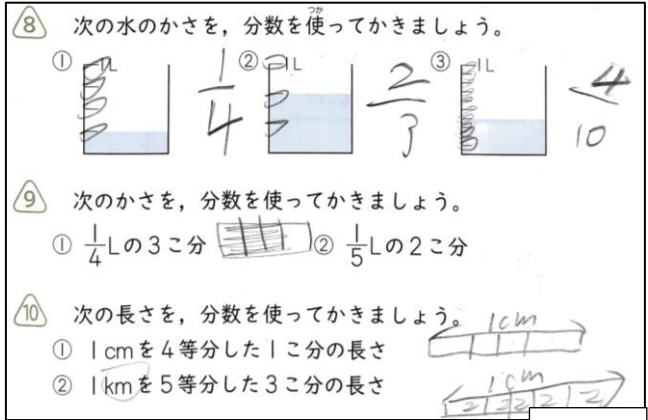 8 次の水のかさを，分数を使ってかきましょう。
① 1L 1/4 ② 1L 2/3 ③ 1L 4/10
9 次のかさを，分数を使ってかきましょう。
① 1/4Lの3こ分 ② 1/5Lの2こ分
10 次の長さを，分数を使ってかきましょう。
1cm
① 1cmを4等分した1こ分の長さ
1cm
② 1kmを5等分した3こ分の長さ